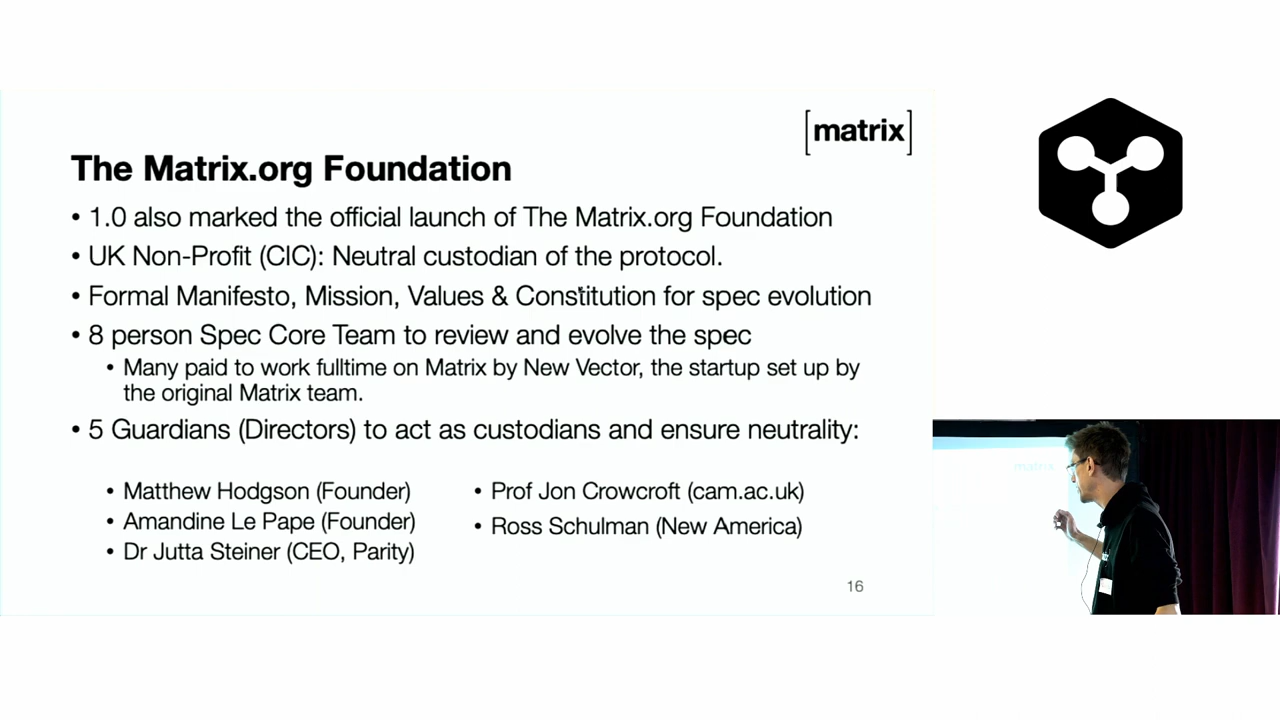 [matrix]
The Matrix.org Foundation
• 1.0 also marked the official launch of The Matrix.org Foundation
• UK Non-Profit (CIC): Neutral custodian of the protocol.
• Formal Manifesto, Mission, Values & Constitution for spec evolution
• 8 person Spec Core Team to review and evolve the spec
• Many paid to work fulltime on Matrix by New Vector, the startup set up by
the original Matrix team.
• 5 Guardians (Directors) to act as custodians and ensure neutrality:
• Matthew Hodgson (Founder)
• Amandine Le Pape (Founder)
• Dr Jutta Steiner (CEO, Parity)
• Prof Jon Crowcroft (cam.ac.uk)
• Ross Schulman (New America)
16
matrix